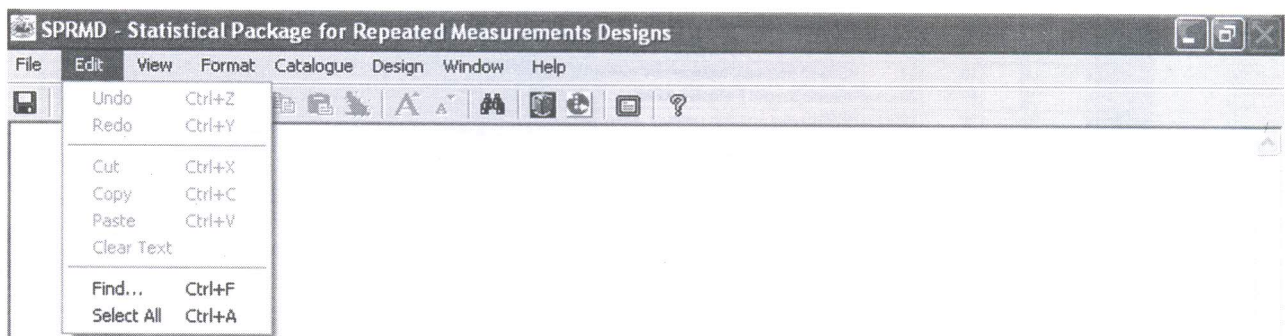 SPRMD - Statistical Package for Repeated Measurements Designs
File Edit View Format Catalogue Design Window Help
Undo Ctrl+Z
Redo Ctrl+Y
Cut Ctrl+X
Copy Ctrl+C
Paste Ctrl+V
Clear Text
Find... Ctrl+F
Select All Ctrl+A